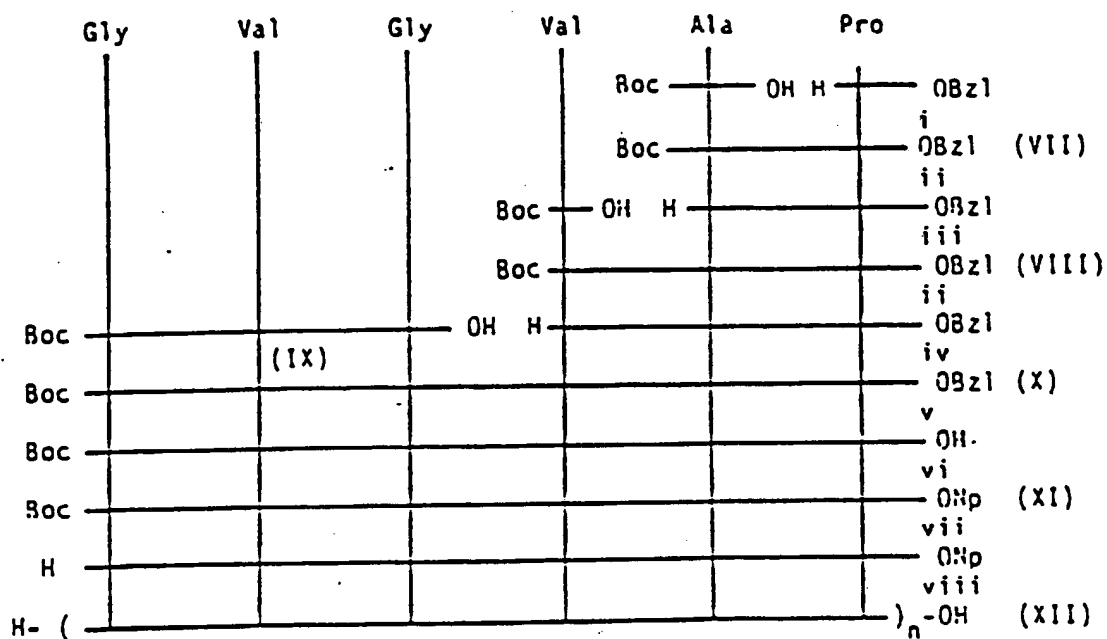 Gly Val Gly Val Ala Pro
Boc OH H OBzl
i
Boc OBzl (VII)
ii
Boc OH H OBzl
iii
Boc OBzl (VIII)
ii
Boc OH H OBzl
(IX) iv
Boc OBzl (X)
v
Boc OH.
vi
Boc ONp (XI)
vii
H ONp
viii
H- ( )n-OH (XII)